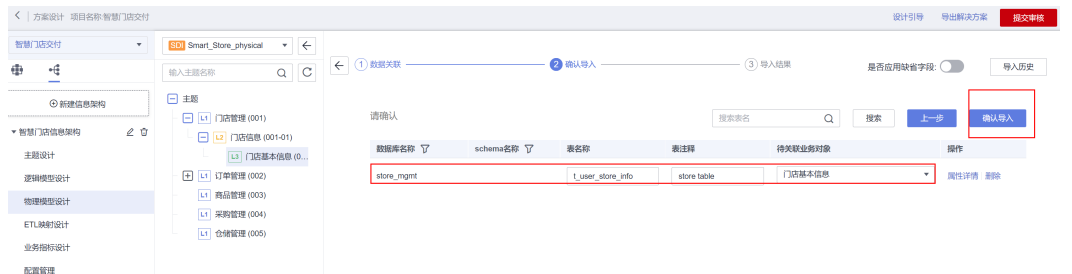 方案设计 项目名称:智慧门店交付 设计引导 导出解决方案 提交审核
智慧门店交付
新建信息架构
智慧门店信息架构
主题设计
逻辑模型设计
物理模型设计
ETL映射设计
业务指标设计
配置管理
SDI Smart_Store_physical
输入主题名称
主题
L1 门店管理 (001)
L2 门店信息 (001-01)
L3 门店基本信息 (0...
L1 订单管理 (002)
L1 商品管理 (003)
L1 采购管理 (004)
L1 仓储管理 (005)
1 数据关联 2 确认导入 3 导入结果 是否应用缺省字段: 导入历史
请确认 搜索表名 搜索 上一步 确认导入
数据库名称 schema名称 表名称 表注释 待关联业务对象 操作
store_mgmt t_user_store_info store table 门店基本信息 属性详情 删除